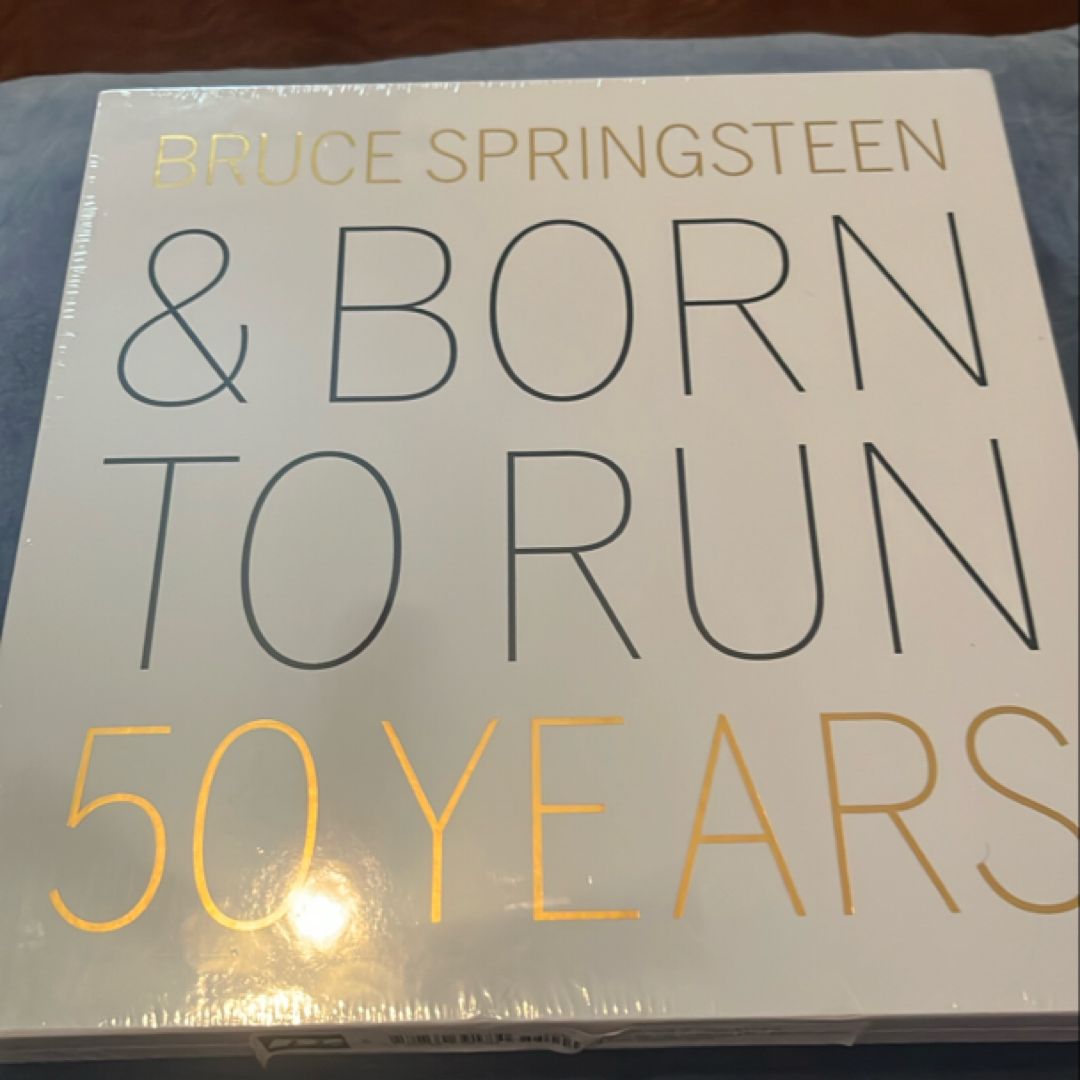 BRUCE SPRINGSTEEN
& BORN
TO RUN
50 YEARS